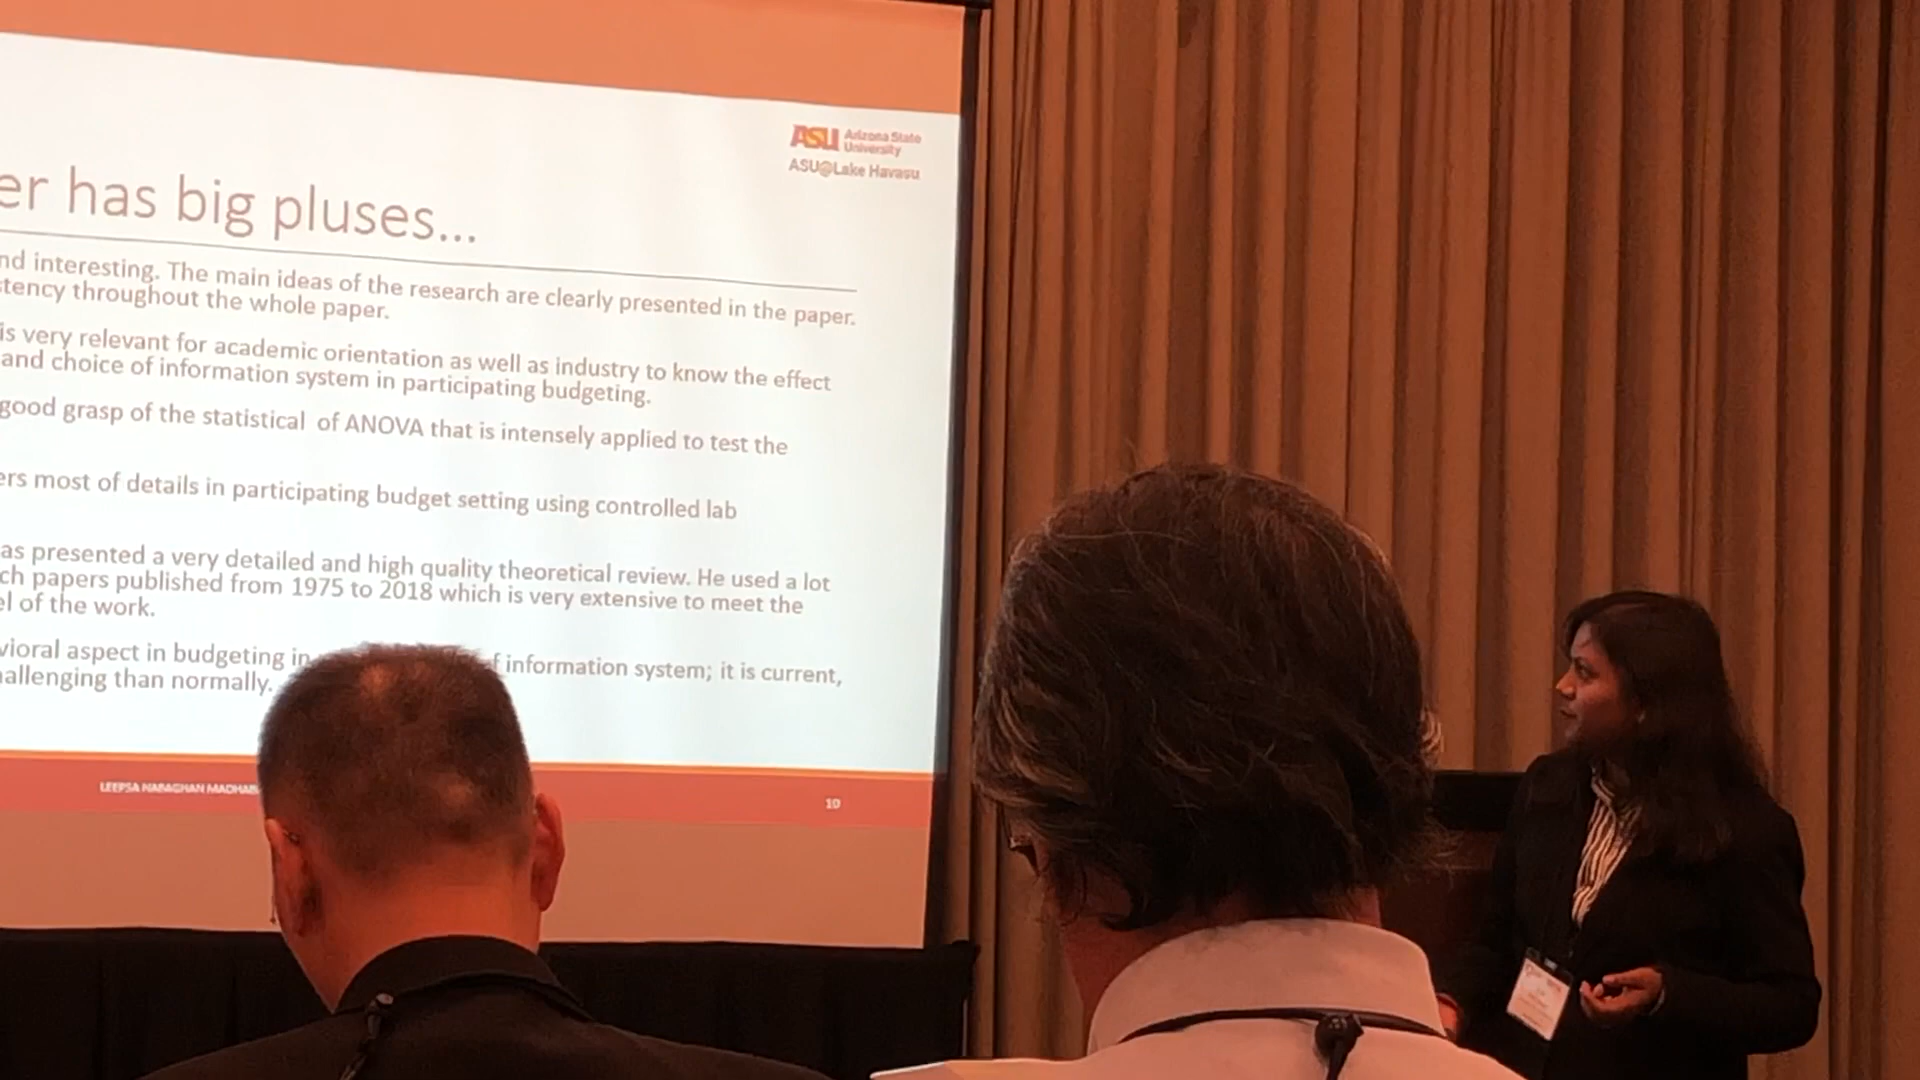 ASU Arizona State
University
ASU@Lake Havasu
er has big pluses...
nd interesting. The main ideas of the research are clearly presented in the paper.
tency throughout the whole paper.
is very relevant for academic orientation as well as industry to know the effect
and choice of information system in participating budgeting.
good grasp of the statistical of ANOVA that is intensely applied to test the
ers most of details in participating budget setting using controlled lab
as presented a very detailed and high quality theoretical review. He used a lot
ch papers published from 1975 to 2018 which is very extensive to meet the
el of the work.
vioral aspect in budgeting in f information system; it is current,
allenging than normally.
10